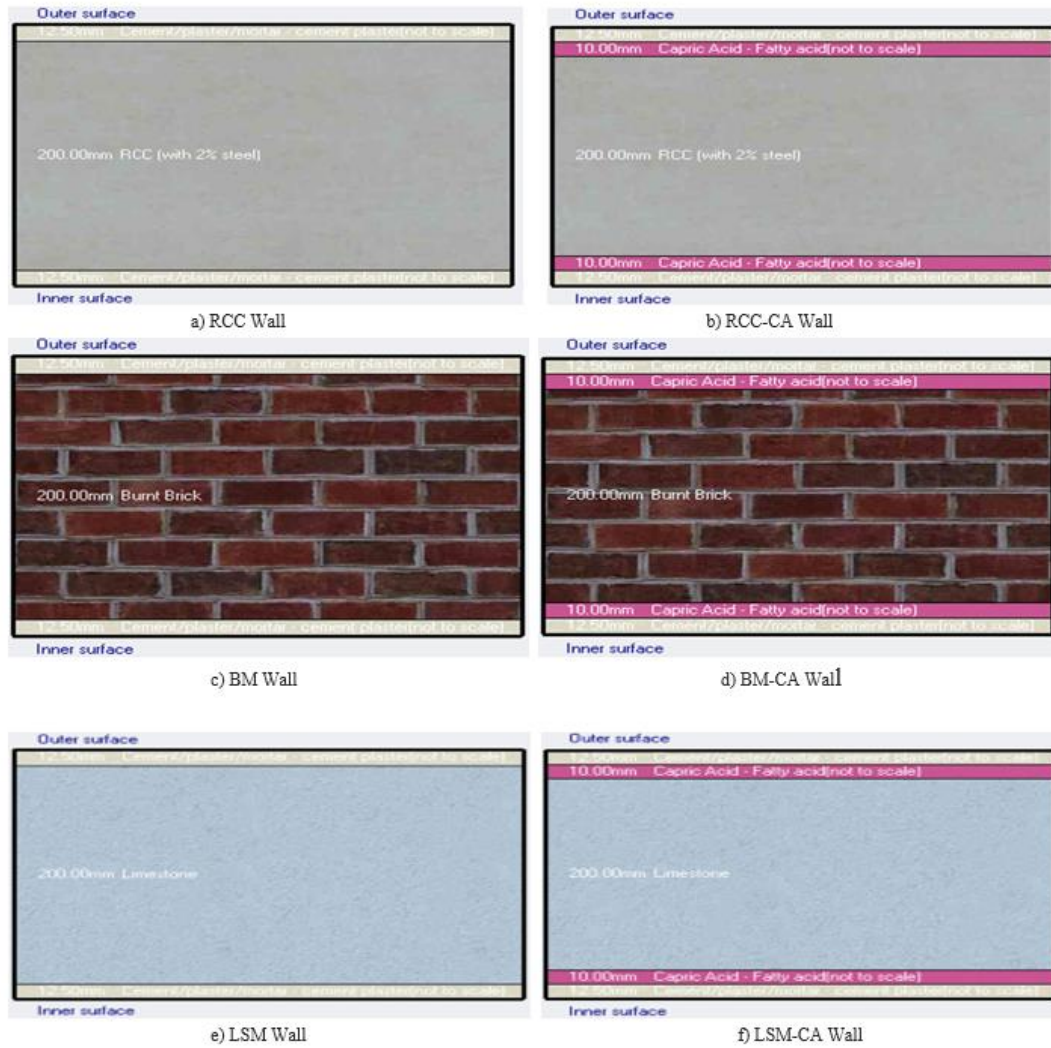 Outer surface
12.50mm Cement/plaster/mortar - cement plaster(not to scale)
200.00mm RCC (with 2% steel)
12.50mm Cement/plaster/mortar - cement plaster(not to scale)
Inner surface
a) RCC Wall
Outer surface
12.50mm Cement/plaster/mortar - cement plaster(not to scale)
10.00mm Capric Acid - Fatty acid(not to scale)
200.00mm RCC (with 2% steel)
10.00mm Capric Acid - Fatty acid(not to scale)
12.50mm Cement/plaster/mortar - cement plaster(not to scale)
Inner surface
b) RCC-CA Wall
Outer surface
12.50mm Cement/plaster/mortar - cement plaster(not to scale)
200.00mm Burnt Brick
12.50mm Cement/plaster/mortar - cement plaster(not to scale)
Inner surface
c) BM Wall
Outer surface
12.50mm Cement/plaster/mortar - cement plaster(not to scale)
10.00mm Capric Acid - Fatty acid(not to scale)
200.00mm Burnt Brick
10.00mm Capric Acid - Fatty acid(not to scale)
12.50mm Cement/plaster/mortar - cement plaster(not to scale)
Inner surface
d) BM-CA Wall
Outer surface
12.50mm Cement/plaster/mortar - cement plaster(not to scale)
200.00mm Limestone
12.50mm Cement/plaster/mortar - cement plaster(not to scale)
Inner surface
e) LSM Wall
Outer surface
12.50mm Cement/plaster/mortar - cement plaster(not to scale)
10.00mm Capric Acid - Fatty acid(not to scale)
200.00mm Limestone
10.00mm Capric Acid - Fatty acid(not to scale)
12.50mm Cement/plaster/mortar - cement plaster(not to scale)
Inner surface
f) LSM-CA Wall